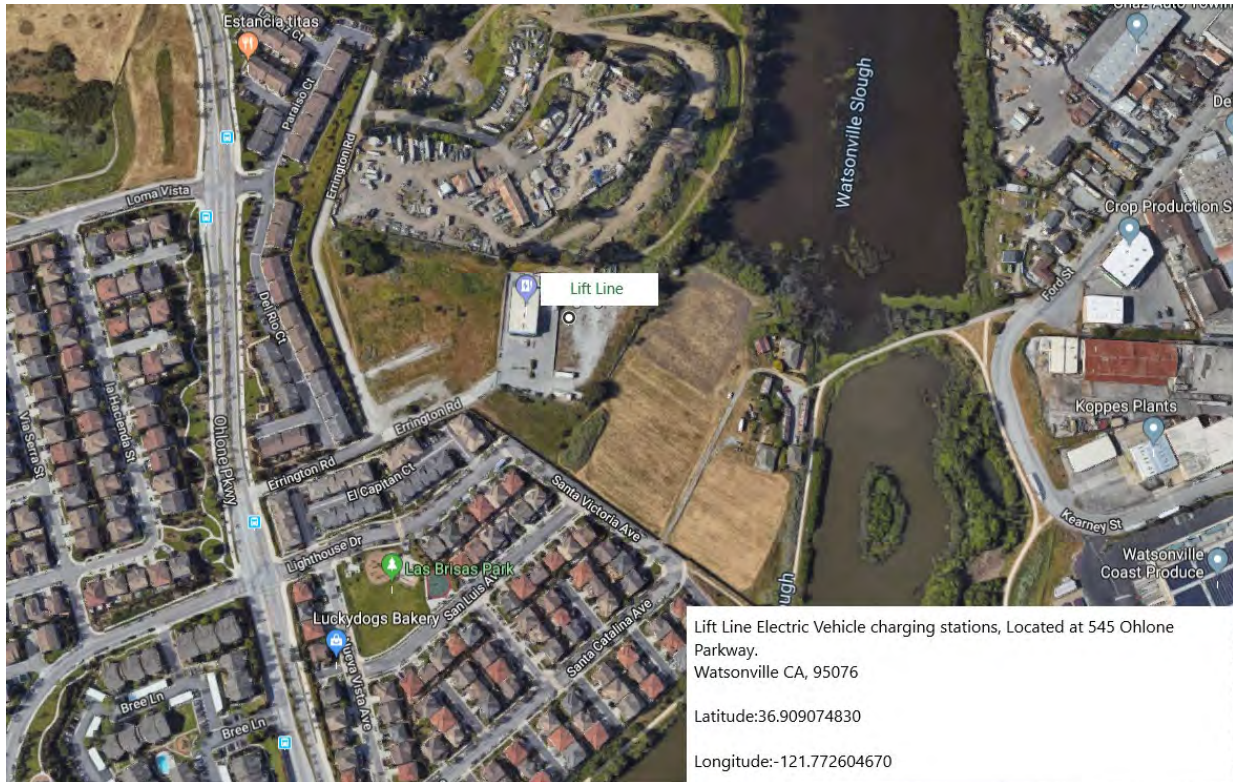 Estancia titas
Paraiso Ct
Errington Rd
Loma Vista
Del Rio Ct
Watsonville Slough
Crop Production S
Ford St
Lift Line
Koppes Plants
Kearney St
Watsonville
Coast Produce
Via Serra St
la Hacienda St
Ohlone Pkwy
Errington Rd
Errington Rd
El Capitan Ct
Lighthouse Dr
Santa Victoria Ave
Las Brisas Park
San Luis Av
Luckydogs Bakery
Santa Catalina Ave
Bree Ln
Bree Ln
Slough
Lift Line Electric Vehicle charging stations, Located at 545 Ohlone
Parkway.
Watsonville CA, 95076
Latitude:36.909074830
Longitude:-121.772604670